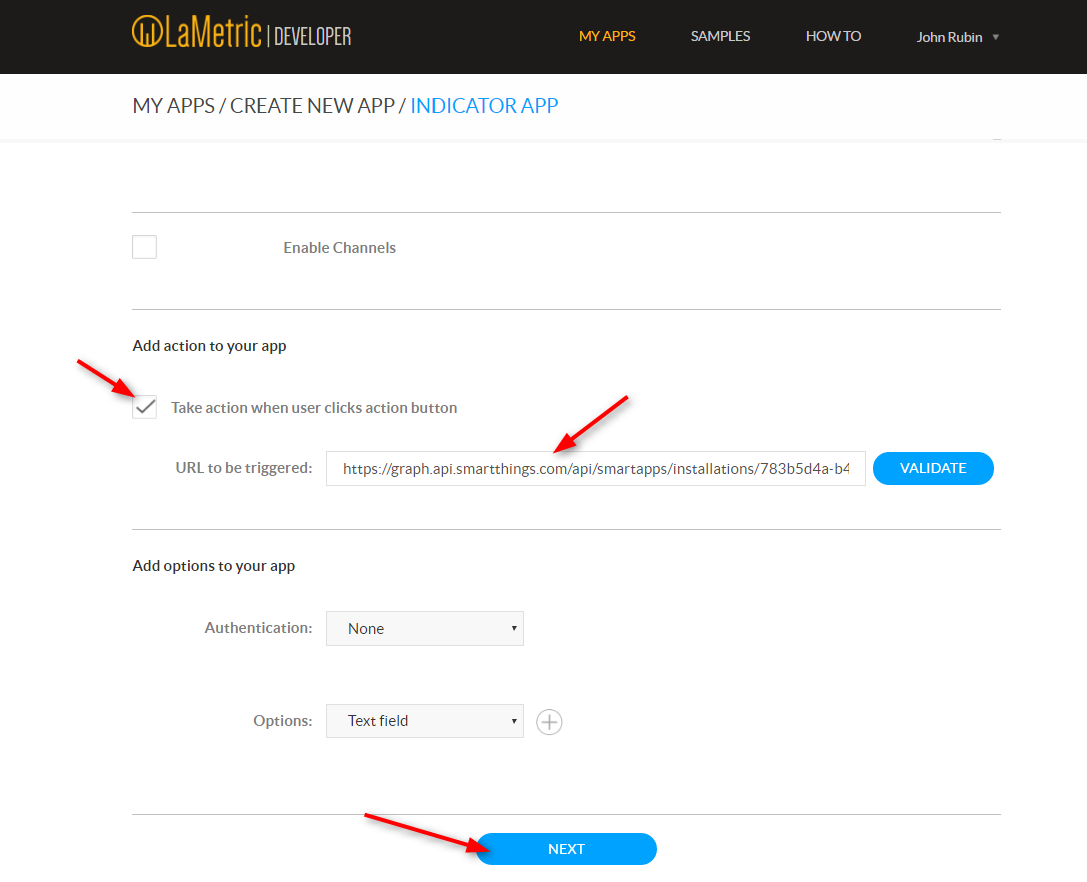 LaMetric | DEVELOPER
MY APPS SAMPLES HOW TO John Rubin
MY APPS / CREATE NEW APP / INDICATOR APP
Enable Channels
Add action to your app
Take action when user clicks action button
URL to be triggered: https://graph.api.smartthings.com/api/smartapps/installations/783b5d4a-b4 VALIDATE
Add options to your app
Authentication: None
Options: Text field
NEXT